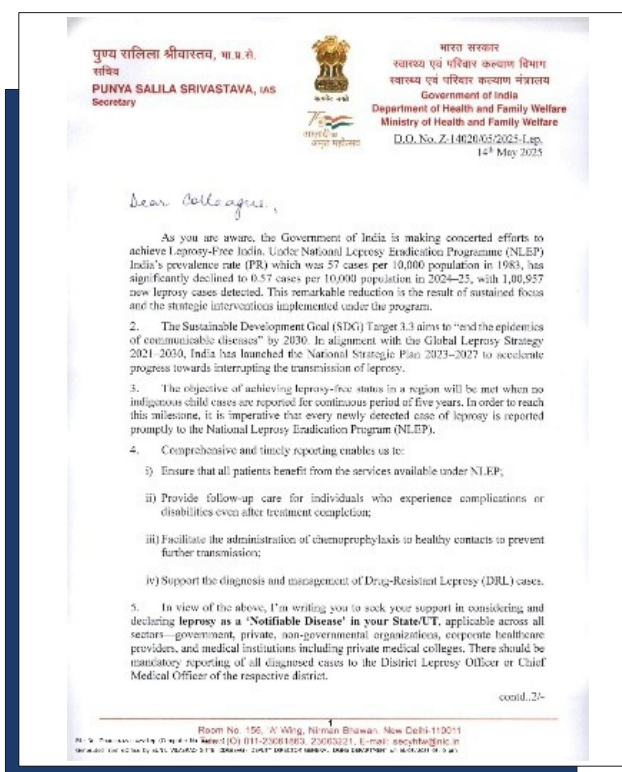 पुण्य सलिला श्रीवास्तव, भा.प्र.से.
सचिव
PUNYA SALILA SRIVASTAVA, IAS
Secretary
सत्यमेव जयते
75
आज़ादी का
अमृत महोत्सव
भारत सरकार
स्वास्थ्य एवं परिवार कल्याण विभाग
स्वास्थ्य एवं परिवार कल्याण मंत्रालय
Government of India
Department of Health and Family Welfare
Ministry of Health and Family Welfare
D.O. No. Z-14020/05/2025-Lep.
14th May 2025
Dear Colleague,
As you are aware, the Government of India is making concerted efforts to
achieve Leprosy-Free India. Under National Leprosy Eradication Programme (NLEP)
India's prevalence rate (PR) which was 57 cases per 10,000 population in 1983, has
significantly declined to 0.57 cases per 10,000 population in 2024–25, with 1,00,957
new leprosy cases detected. This remarkable reduction is the result of sustained focus
and the strategic interventions implemented under the program.
2. The Sustainable Development Goal (SDG) Target 3.3 aims to “end the epidemics
of communicable diseases” by 2030. In alignment with the Global Leprosy Strategy
2021–2030, India has launched the National Strategic Plan 2023–2027 to accelerate
progress towards interrupting the transmission of leprosy.
3. The objective of achieving leprosy-free status in a region will be met when no
indigenous child cases are reported for continuous period of five years. In order to reach
this milestone, it is imperative that every newly detected case of leprosy is reported
promptly to the National Leprosy Eradication Program (NLEP).
4. Comprehensive and timely reporting enables us to:
i) Ensure that all patients benefit from the services available under NLEP;
ii) Provide follow-up care for individuals who experience complications or
disabilities even after treatment completion;
iii) Facilitate the administration of chemoprophylaxis to healthy contacts to prevent
further transmission;
iv) Support the diagnosis and management of Drug-Resistant Leprosy (DRL) cases.
5. In view of the above, I'm writing you to seek your support in considering and
declaring leprosy as a ‘Notifiable Disease’ in your State/UT, applicable across all
sectors—government, private, non-governmental organizations, corporate healthcare
providers, and medical institutions including private medical colleges. There should be
mandatory reporting of all diagnosed cases to the District Leprosy Officer or Chief
Medical Officer of the respective district.
contd..2/-
1
Room No. 156, 'A' Wing, Nirman Bhawan, New Delhi-110011
(O) 011-23061863, 23063221, E-mail: secyhfw@nic.in